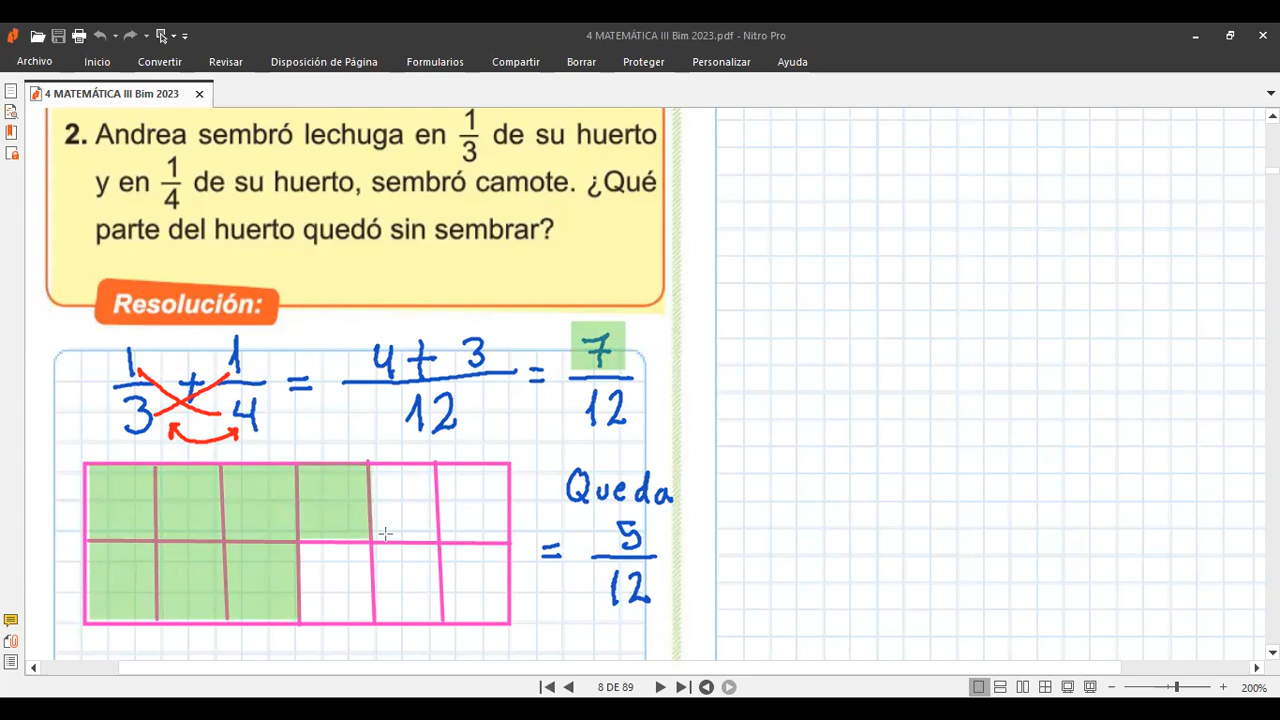 4 MATEMÁTICA III Bim 2023.pdf - Nitro Pro
Archivo Inicio Convertir Revisar Disposición de Página Formularios Compartir Borrar Proteger Personalizar Ayuda
4 MATEMÁTICA III Bim 2023
2. Andrea sembró lechuga en 1/3 de su huerto
y en 1/4 de su huerto, sembró camote. ¿Qué
parte del huerto quedó sin sembrar?
Resolución:
1/3 + 1/4 = 4 + 3/12 = 7/12
Queda
= 5/12
8 DE 89
200%